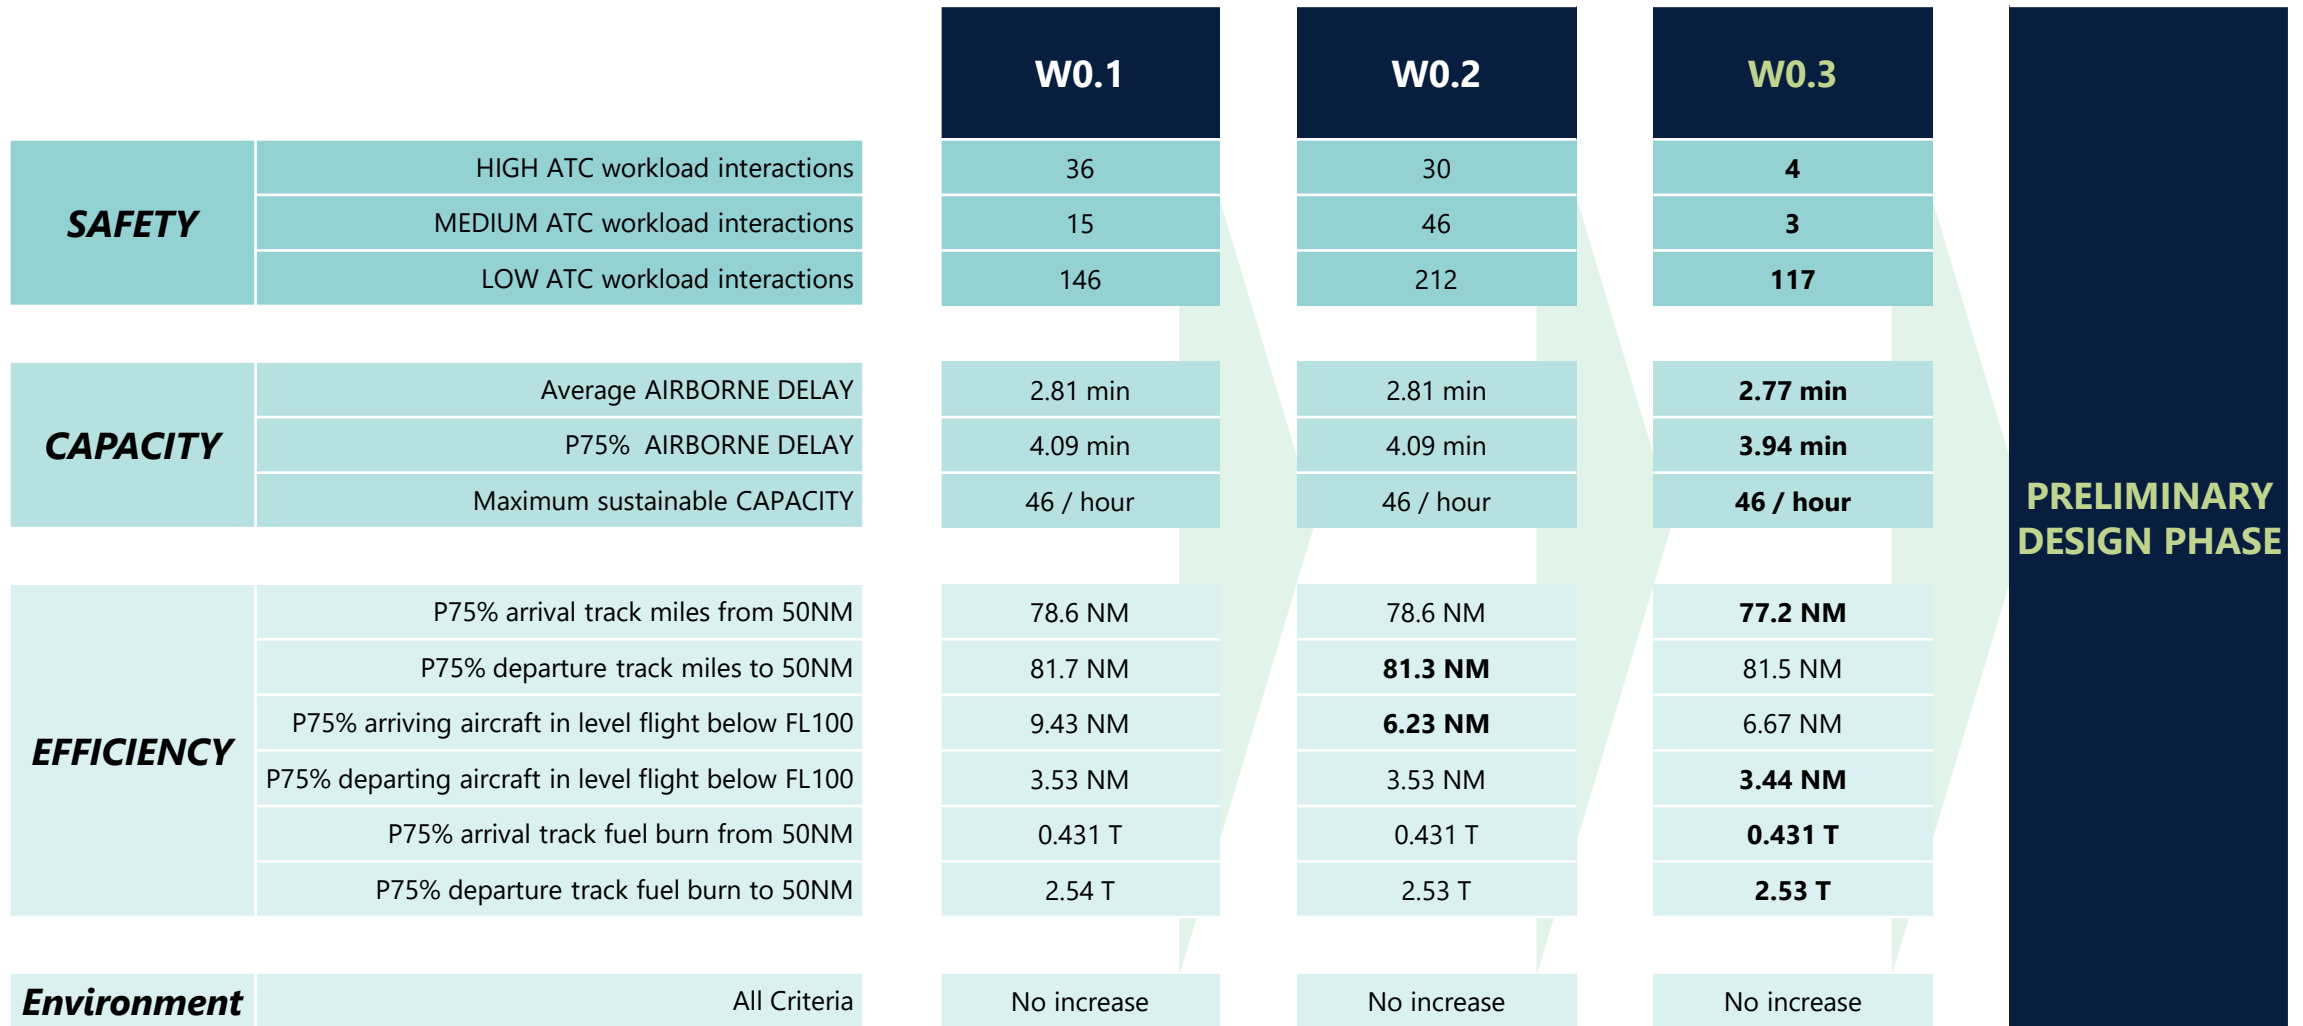 W0.1 W0.2 W0.3
SAFETY
HIGH ATC workload interactions 36 30 4
MEDIUM ATC workload interactions 15 46 3
LOW ATC workload interactions 146 212 117
CAPACITY
Average AIRBORNE DELAY 2.81 min 2.81 min 2.77 min
P75% AIRBORNE DELAY 4.09 min 4.09 min 3.94 min
Maximum sustainable CAPACITY 46 / hour 46 / hour 46 / hour
EFFICIENCY
P75% arrival track miles from 50NM 78.6 NM 78.6 NM 77.2 NM
P75% departure track miles to 50NM 81.7 NM 81.3 NM 81.5 NM
P75% arriving aircraft in level flight below FL100 9.43 NM 6.23 NM 6.67 NM
P75% departing aircraft in level flight below FL100 3.53 NM 3.53 NM 3.44 NM
P75% arrival track fuel burn from 50NM 0.431 T 0.431 T 0.431 T
P75% departure track fuel burn to 50NM 2.54 T 2.53 T 2.53 T
Environment All Criteria No increase No increase No increase
PRELIMINARY
DESIGN PHASE